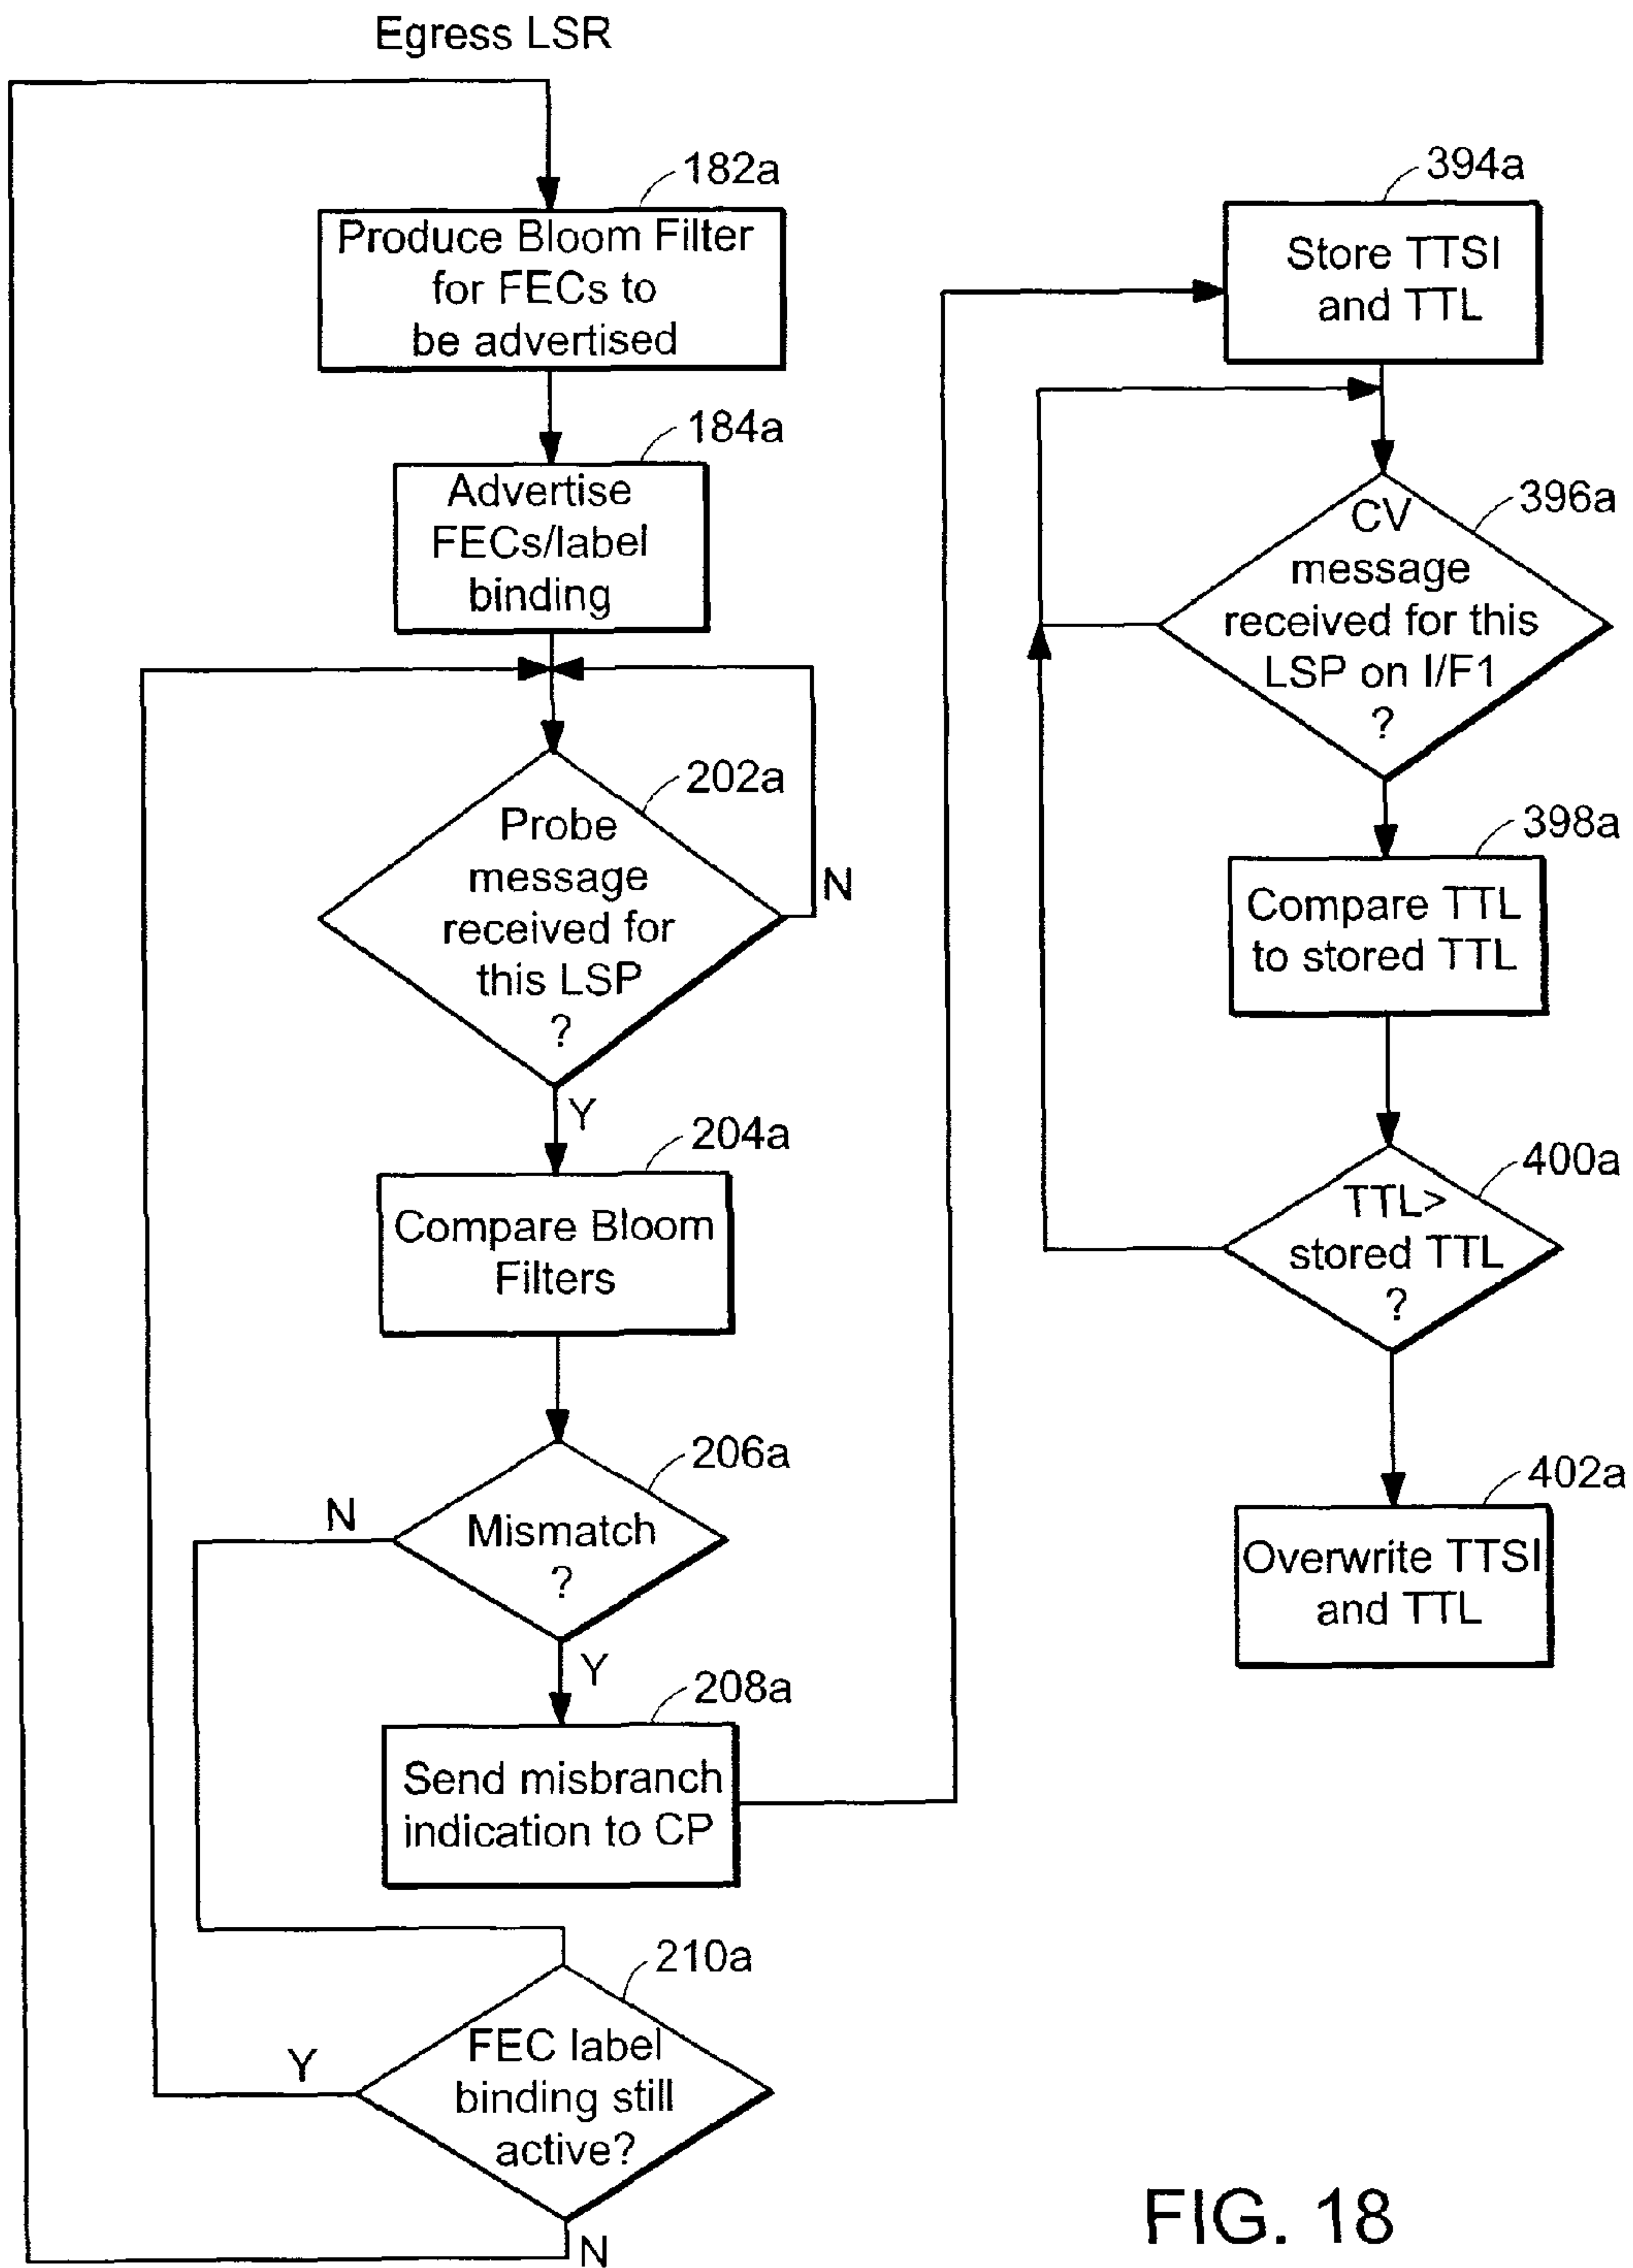 Egress LSR
182a
Produce Bloom Filter
for FECs to
be advertised
184a
Advertise
FECs/label
binding
202a
Probe
message
received for
this LSP
?
N
Y
204a
Compare Bloom
Filters
206a
Mismatch
?
N
Y
208a
Send misbranch
indication to CP
210a
FEC label
binding still
active?
Y
N
394a
Store TTSI
and TTL
396a
CV
message
received for this
LSP on I/F1
?
398a
Compare TTL
to stored TTL
400a
TTL>
stored TTL
?
402a
Overwrite TTSI
and TTL
FIG. 18